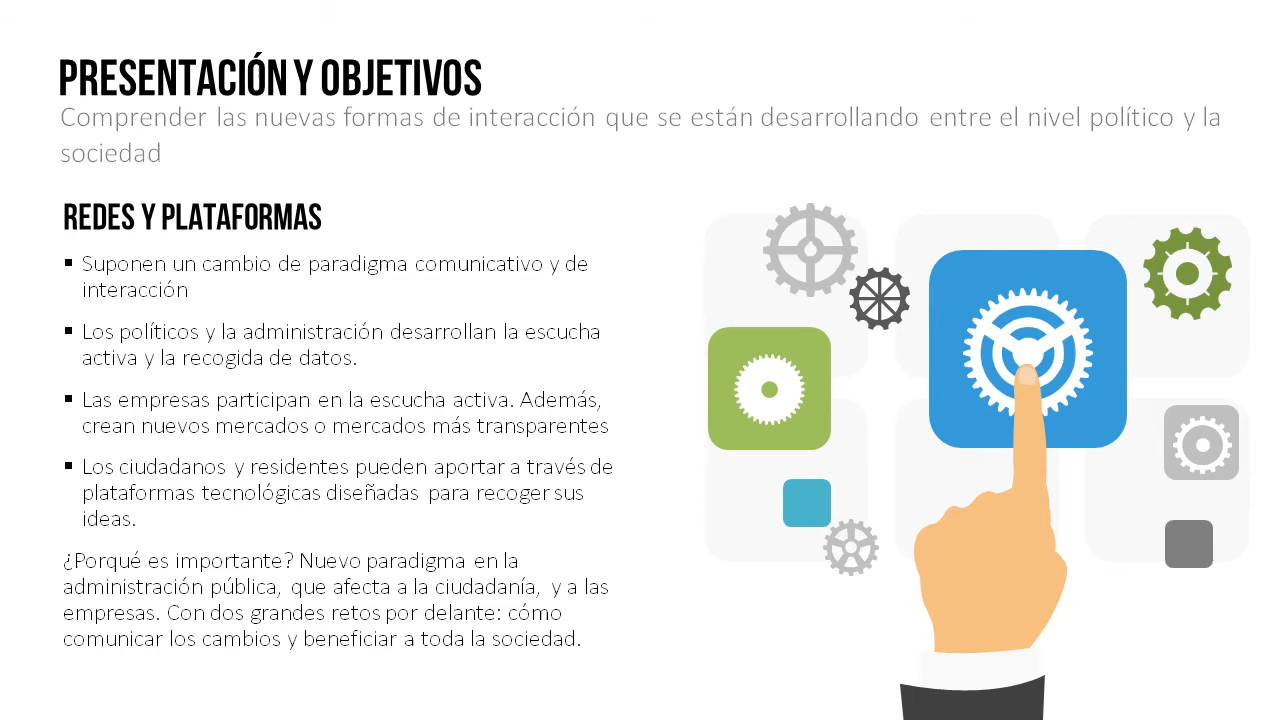 PRESENTACIÓN Y OBJETIVOS
Comprender las nuevas formas de interacción que se están desarrollando entre el nivel político y la
sociedad
REDES Y PLATAFORMAS
▪ Suponen un cambio de paradigma comunicativo y de
interacción
▪ Los políticos y la administración desarrollan la escucha
activa y la recogida de datos.
▪ Las empresas participan en la escucha activa. Además,
crean nuevos mercados o mercados más transparentes
▪ Los ciudadanos y residentes pueden aportar a través de
plataformas tecnológicas diseñadas para recoger sus
ideas.
¿Porqué es importante? Nuevo paradigma en la
administración pública, que afecta a la ciudadanía, y a las
empresas. Con dos grandes retos por delante: cómo
comunicar los cambios y beneficiar a toda la sociedad.